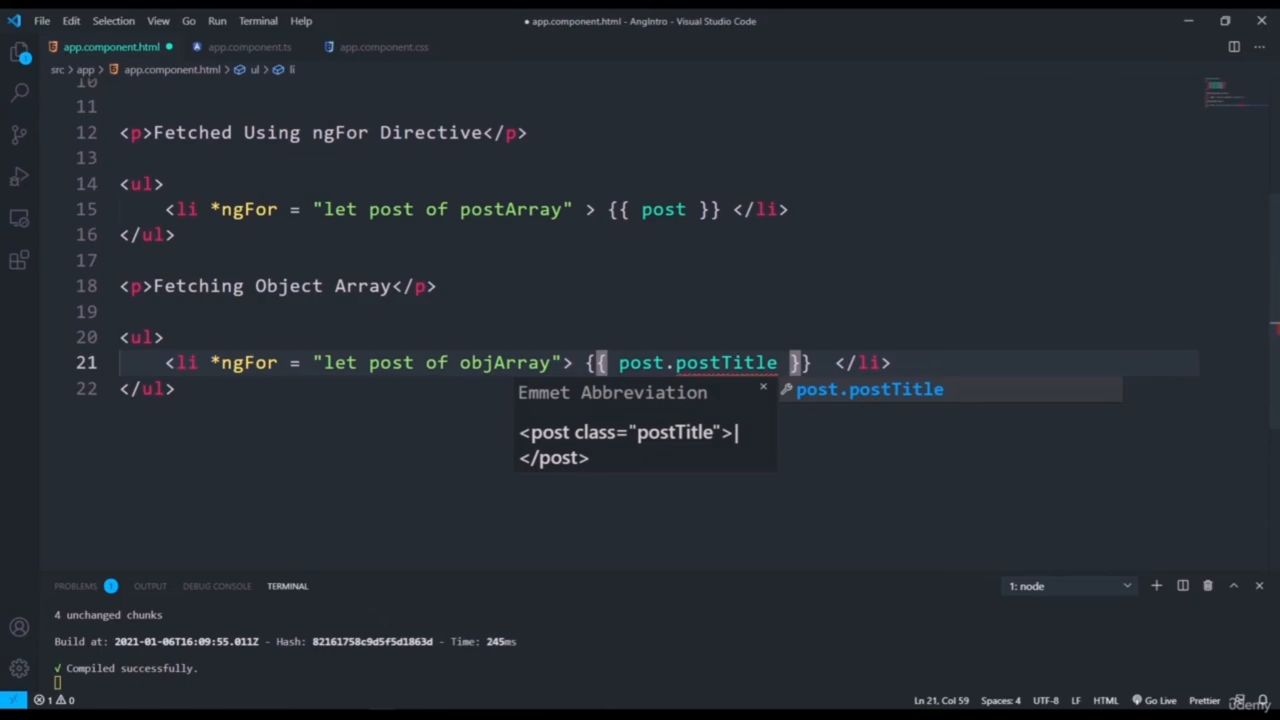 File Edit Selection View Go Run Terminal Help
● app.component.html - AngIntro - Visual Studio Code
app.component.html app.component.ts app.component.css
src > app > app.component.html > ul > li
10
11
12 <p>Fetched Using ngFor Directive</p>
13
14 <ul>
15 <li *ngFor = "let post of postArray" > {{ post }} </li>
16 </ul>
17
18 <p>Fetching Object Array</p>
19
20 <ul>
21 <li *ngFor = "let post of objArray"> {{ post.postTitle }} </li>
22 </ul>
Emmet Abbreviation ×
post.postTitle
<post class="postTitle">|
</post>
PROBLEMS 1 OUTPUT DEBUG CONSOLE TERMINAL 1: node
4 unchanged chunks
Build at: 2021-01-06T16:09:55.011Z - Hash: 82161758c9d5f5d1863d - Time: 245ms
√ Compiled successfully.
1 0 Ln 21, Col 59 Spaces: 4 UTF-8 LF HTML Go Live Prettier
ûdemy